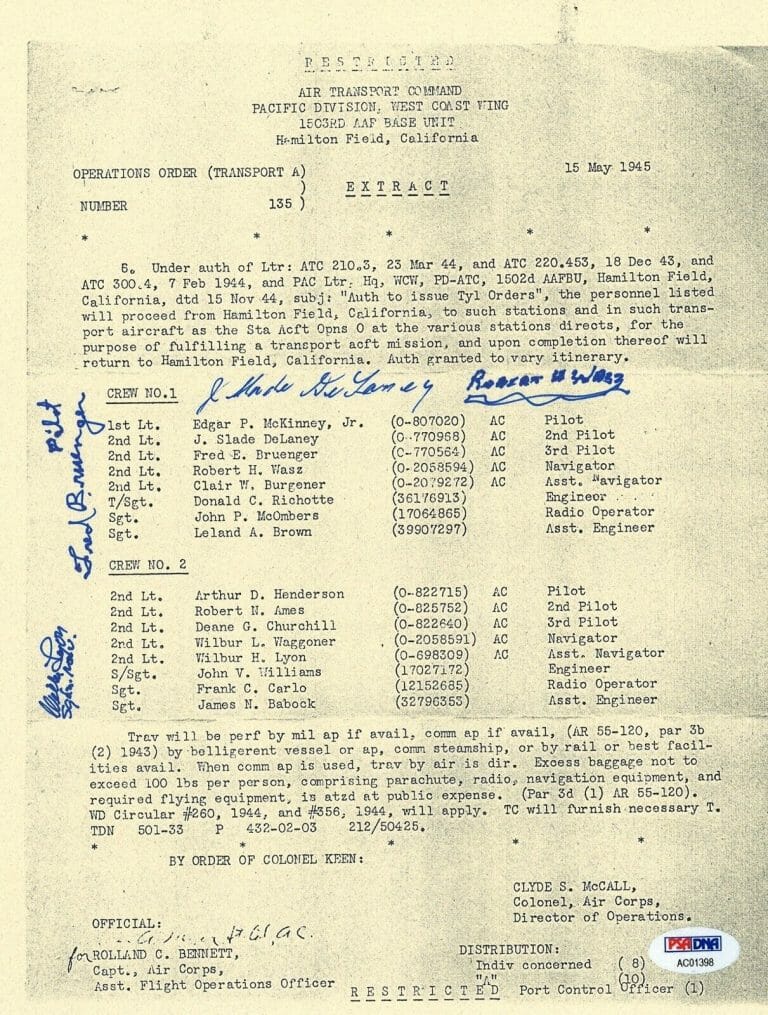 R E S T R I C T E D
AIR TRANSPORT COMMAND
PACIFIC DIVISION, WEST COAST WING
1503RD AAF BASE UNIT
Hamilton Field, California
15 May 1945
OPERATIONS ORDER (TRANSPORT A)
)
E X T R A C T
NUMBER 135 )
* * * * *
6. Under auth of Ltr: ATC 210.3, 23 Mar 44, and ATC 220.453, 18 Dec 43, and
ATC 300.4, 7 Feb 1944, and PAC Ltr, Hq, WCW, PD-ATC, 1502d AAFBU, Hamilton Field,
California, dtd 15 Nov 44, subj: "Auth to issue Tvl Orders", the personnel listed
will proceed from Hamilton Field, California, to such stations and in such trans-
port aircraft as the Sta Acft Opns O at the various stations directs, for the
purpose of fulfilling a transport acft mission, and upon completion thereof will
return to Hamilton Field, California. Auth granted to vary itinerary.
CREW NO.1 J Slade DeLaney Robert H Wasz
Fred Bruenger Pilot
1st Lt. Edgar P. McKinney, Jr. (0-807020) AC Pilot
2nd Lt. J. Slade DeLaney (0-770968) AC 2nd Pilot
2nd Lt. Fred E. Bruenger (0-770564) AC 3rd Pilot
2nd Lt. Robert H. Wasz (0-2058594) AC Navigator
2nd Lt. Clair W. Burgener (0-2079272) AC Asst. Navigator
T/Sgt. Donald C. Richotte (36176913) Engineer
Sgt. John P. McOmbers (17064865) Radio Operator
Sgt. Leland A. Brown (39907297) Asst. Engineer
CREW NO. 2
2nd Lt. Arthur D. Henderson (0-822715) AC Pilot
2nd Lt. Robert N. Ames (0-825752) AC 2nd Pilot
2nd Lt. Deane G. Churchill (0-822640) AC 3rd Pilot
2nd Lt. Wilbur L. Waggoner (0-2058591) AC Navigator
2nd Lt. Wilbur H. Lyon (0-698309) AC Asst. Navigator
S/Sgt. John V. Williams (17027172) Engineer
Sgt. Frank C. Carlo (12152685) Radio Operator
Sgt. James N. Babock (32796353) Asst. Engineer
Lyon
Trav will be perf by mil ap if avail, comm ap if avail, (AR 55-120, par 3b
(2) 1943) by belligerent vessel or ap, comm steamship, or by rail or best facil-
ities avail. When comm ap is used, trav by air is dir. Excess baggage not to
exceed 100 lbs per person, comprising parachute, radio, navigation equipment, and
required flying equipment, is atzd at public expense. (Par 3d (1) AR 55-120).
WD Circular #260, 1944, and #356, 1944, will apply. TC will furnish necessary T.
TDN 501-33 P 432-02-03 212/50425.
* * * * *
BY ORDER OF COLONEL KEEN:
CLYDE S. McCALL,
Colonel, Air Corps,
Director of Operations.
OFFICIAL:
for ROLLAND C. BENNETT,
Capt., Air Corps,
Asst. Flight Operations Officer
DISTRIBUTION:
Indiv concerned ( 8)
"A" (10)
Port Control Officer (1)
R E S T R I C T E D
PSA DNA
AC01398